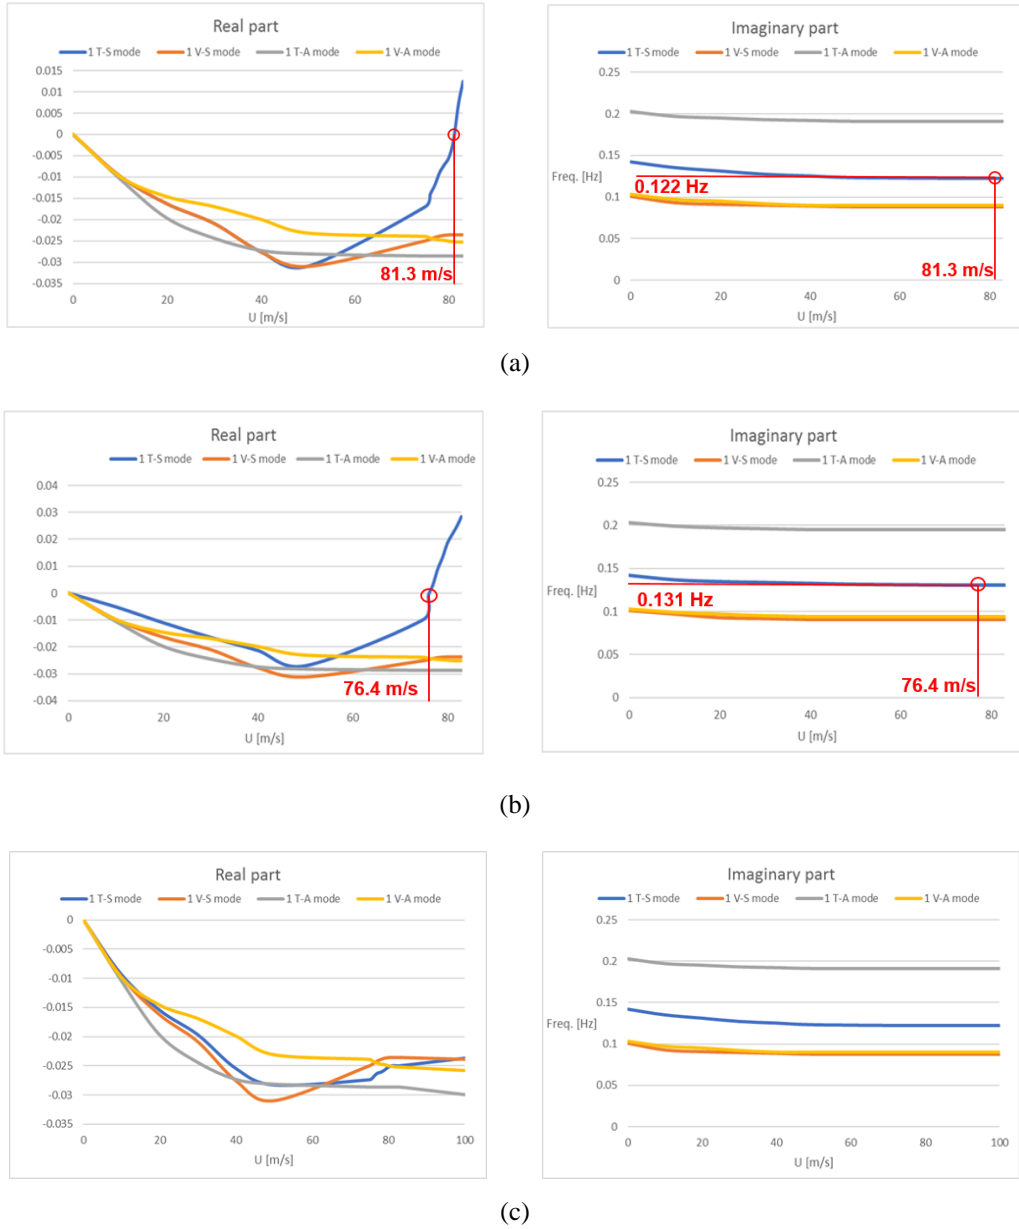 Real part
1 T-S mode 1 V-S mode 1 T-A mode 1 V-A mode
0.015
0.01
0.005
0
-0.005
-0.01
-0.015
-0.02
-0.025
-0.03
-0.035
81.3 m/s
0 20 40 60 80
U [m/s]
Imaginary part
1 T-S mode 1 V-S mode 1 T-A mode 1 V-A mode
0.25
0.2
0.15
Freq. [Hz]
0.122 Hz
0.1
0.05
81.3 m/s
0
0 20 40 60 80
U [m/s]
(a)
Real part
1 T-S mode 1 V-S mode 1 T-A mode 1 V-A mode
0.04
0.03
0.02
0.01
0
-0.01
-0.02
-0.03
76.4 m/s
-0.04
0 20 40 60 80
U [m/s]
Imaginary part
1 T-S mode 1 V-S mode 1 T-A mode 1 V-A mode
0.25
0.2
0.15
Freq. [Hz]
0.131 Hz
0.1
0.05
76.4 m/s
0
0 20 40 60 80
U [m/s]
(b)
Real part
1 T-S mode 1 V-S mode 1 T-A mode 1 V-A mode
0
-0.005
-0.01
-0.015
-0.02
-0.025
-0.03
-0.035
0 20 40 60 80 100
U [m/s]
Imaginary part
1 T-S mode 1 V-S mode 1 T-A mode 1 V-A mode
0.25
0.2
0.15
Freq. [Hz]
0.1
0.05
0
0 20 40 60 80 100
U [m/s]
(c)